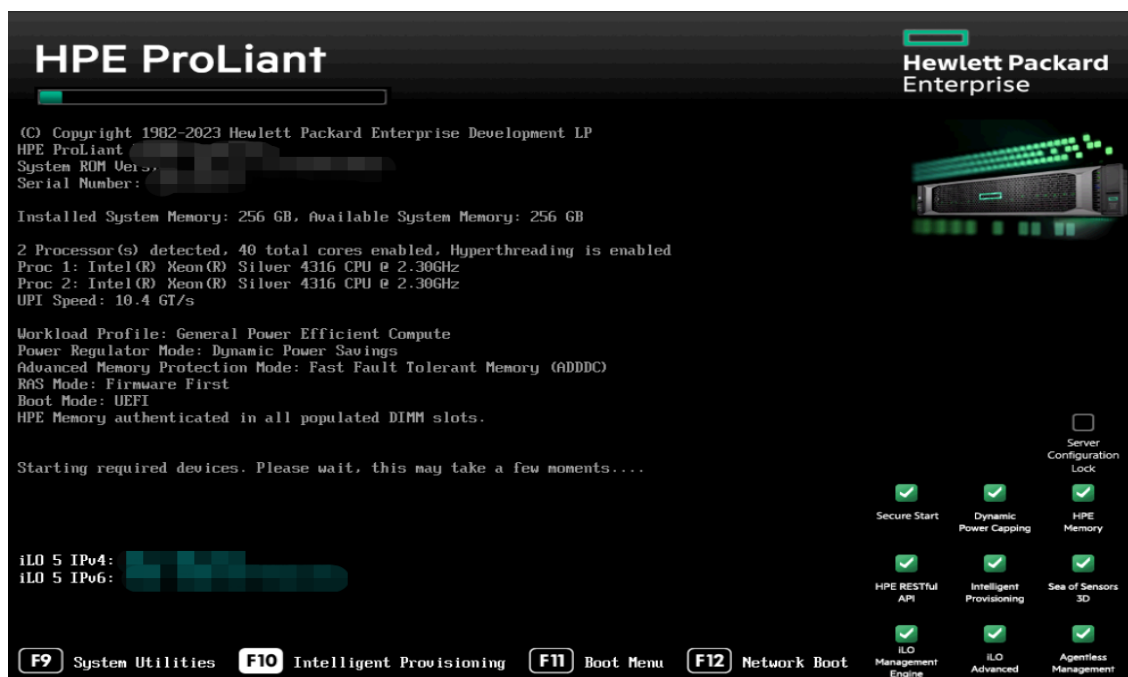 HPE ProLiant
Hewlett Packard
Enterprise
(C) Copyright 1982-2023 Hewlett Packard Enterprise Development LP
HPE ProLiant
System ROM
Serial Number:
Installed System Memory: 256 GB, Available System Memory: 256 GB
2 Processor(s) detected, 40 total cores enabled, Hyperthreading is enabled
Proc 1: Intel(R) Xeon(R) Silver 4316 CPU @ 2.30GHz
Proc 2: Intel(R) Xeon(R) Silver 4316 CPU @ 2.30GHz
UPI Speed: 10.4 GT/s
Workload Profile: General Power Efficient Compute
Power Regulator Mode: Dynamic Power Savings
Advanced Memory Protection Mode: Fast Fault Tolerant Memory (ADDDC)
RAS Mode: Firmware First
Boot Mode: UEFI
HPE Memory authenticated in all populated DIMM slots.
Starting required devices. Please wait, this may take a few moments....
iLO 5 IPv4:
iLO 5 IPv6:
Server
Configuration
Lock
Secure Start
Dynamic
Power Capping
HPE
Memory
HPE RESTful
API
Intelligent
Provisioning
Sea of Sensors
3D
iLO
Management
Engine
iLO
Advanced
Agentless
Management
F9 System Utilities F10 Intelligent Provisioning F11 Boot Menu F12 Network Boot